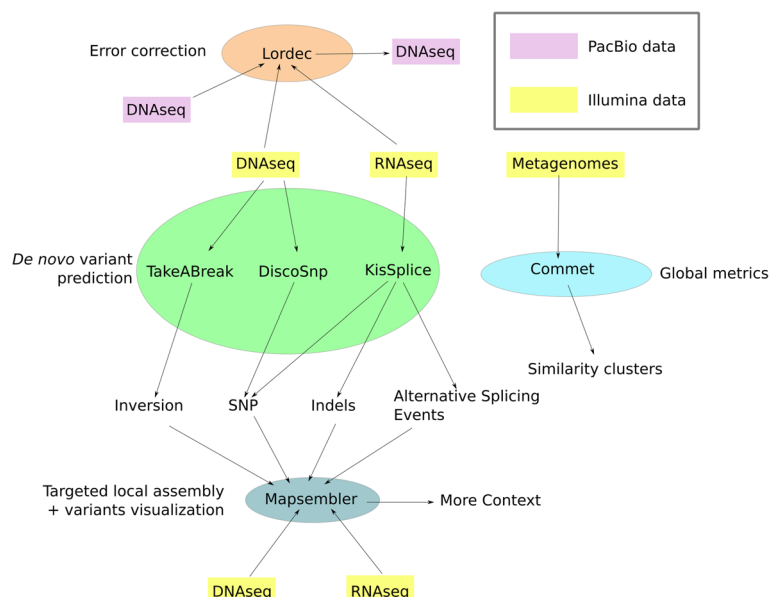 Error correction
Lordec
DNAseq
PacBio data
Illumina data
DNAseq
DNAseq
RNAseq
Metagenomes
De novo variant
prediction
TakeABreak
DiscoSnp
KisSplice
Commet
Global metrics
Similarity clusters
Inversion
SNP
Indels
Alternative Splicing
Events
Targeted local assembly
+ variants visualization
Mapsembler
More Context
DNAseq
RNAseq